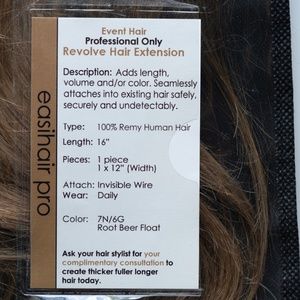 Event Hair
Professional Only
Revolve Hair Extension
Description: Adds length,
volume and/or color. Seamlessly
attaches into existing hair safely,
securely and undetectably.
Type: 100% Remy Human Hair
Length: 16"
Pieces: 1 piece
1 x 12" (Width)
Attach: Invisible Wire
Wear: Daily
Color: 7N/6G
Root Beer Float
Ask your hair stylist for your
complimentary consultation to
create thicker fuller longer
hair today.
easihair pro